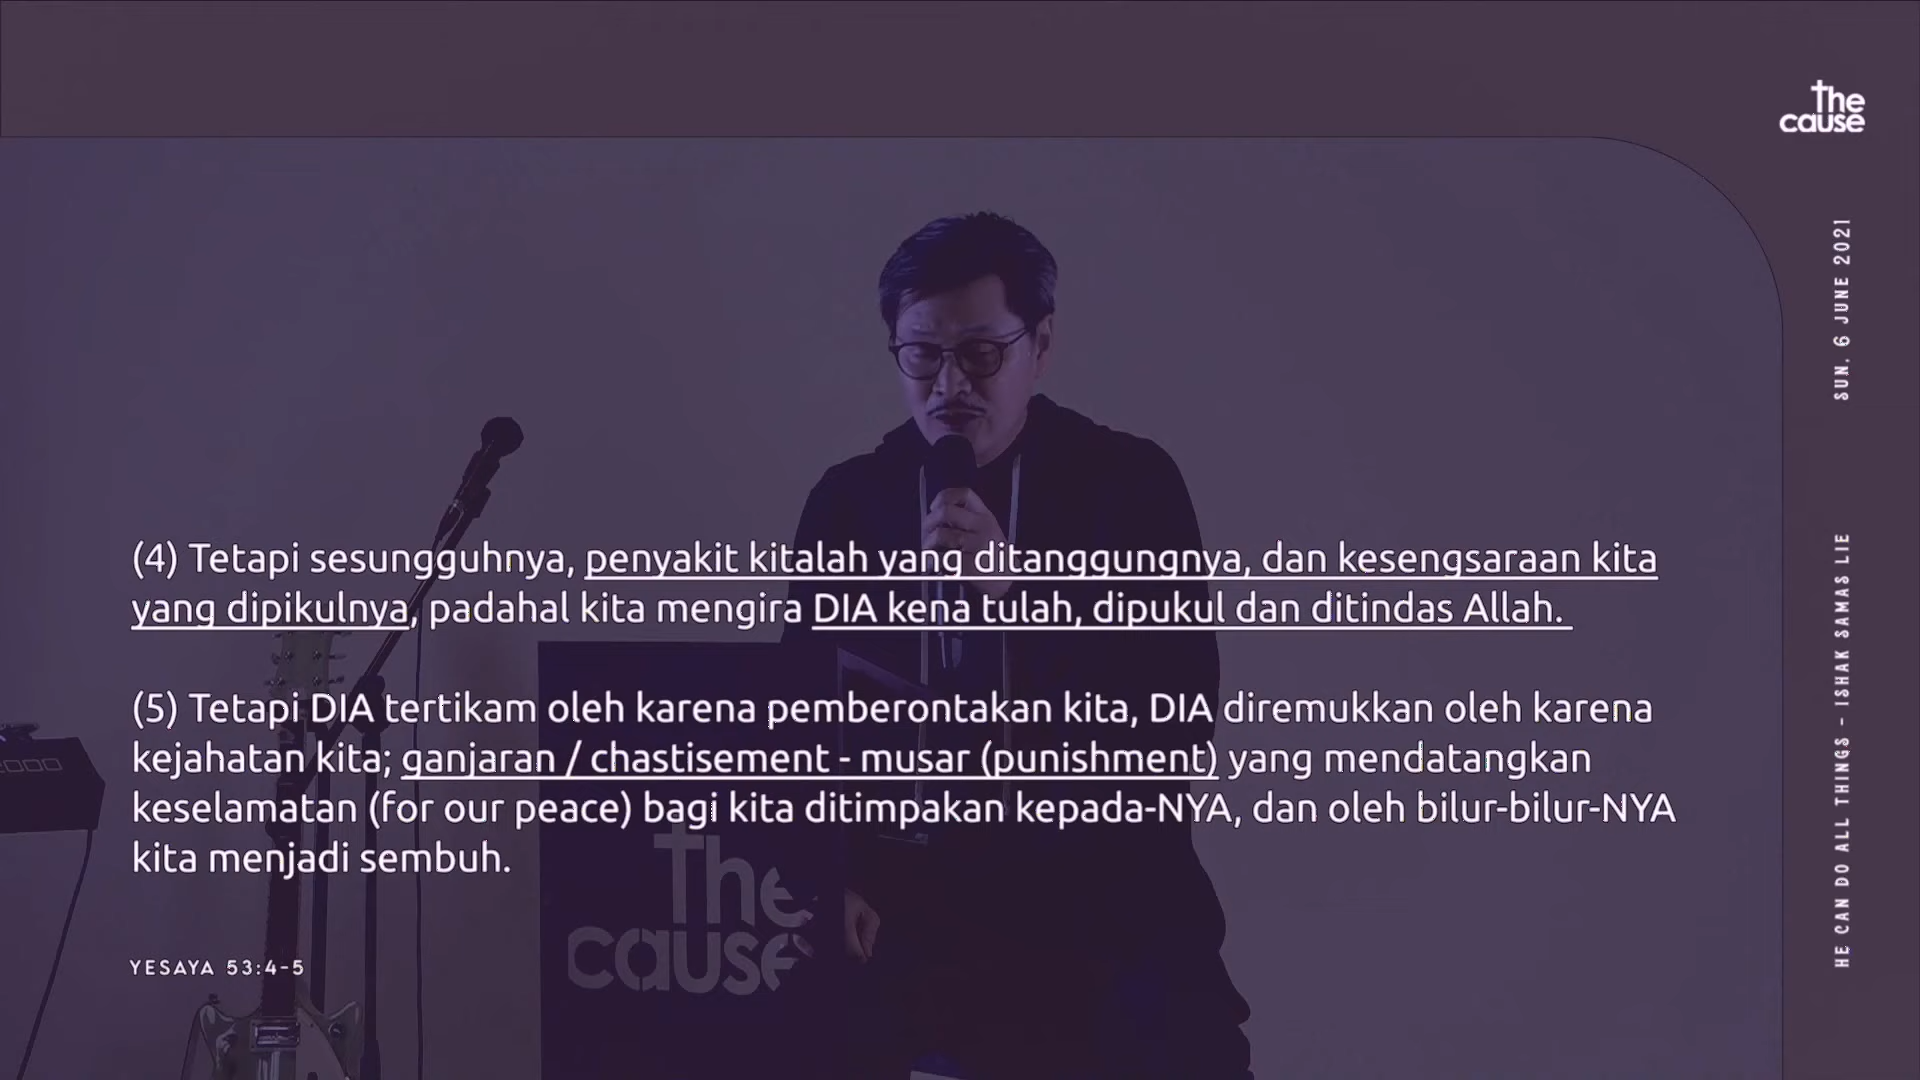 the
cause
SUN. 6 JUNE 2021
HE CAN DO ALL THINGS - ISHAK SAMAS LIE
(4) Tetapi sesungguhnya, penyakit kitalah yang ditanggungnya, dan kesengsaraan kita
yang dipikulnya, padahal kita mengira DIA kena tulah, dipukul dan ditindas Allah.
(5) Tetapi DIA tertikam oleh karena pemberontakan kita, DIA diremukkan oleh karena
kejahatan kita; ganjaran / chastisement - musar (punishment) yang mendatangkan
keselamatan (for our peace) bagi kita ditimpakan kepada-NYA, dan oleh bilur-bilur-NYA
kita menjadi sembuh.
the
cause
YESAYA 53:4-5